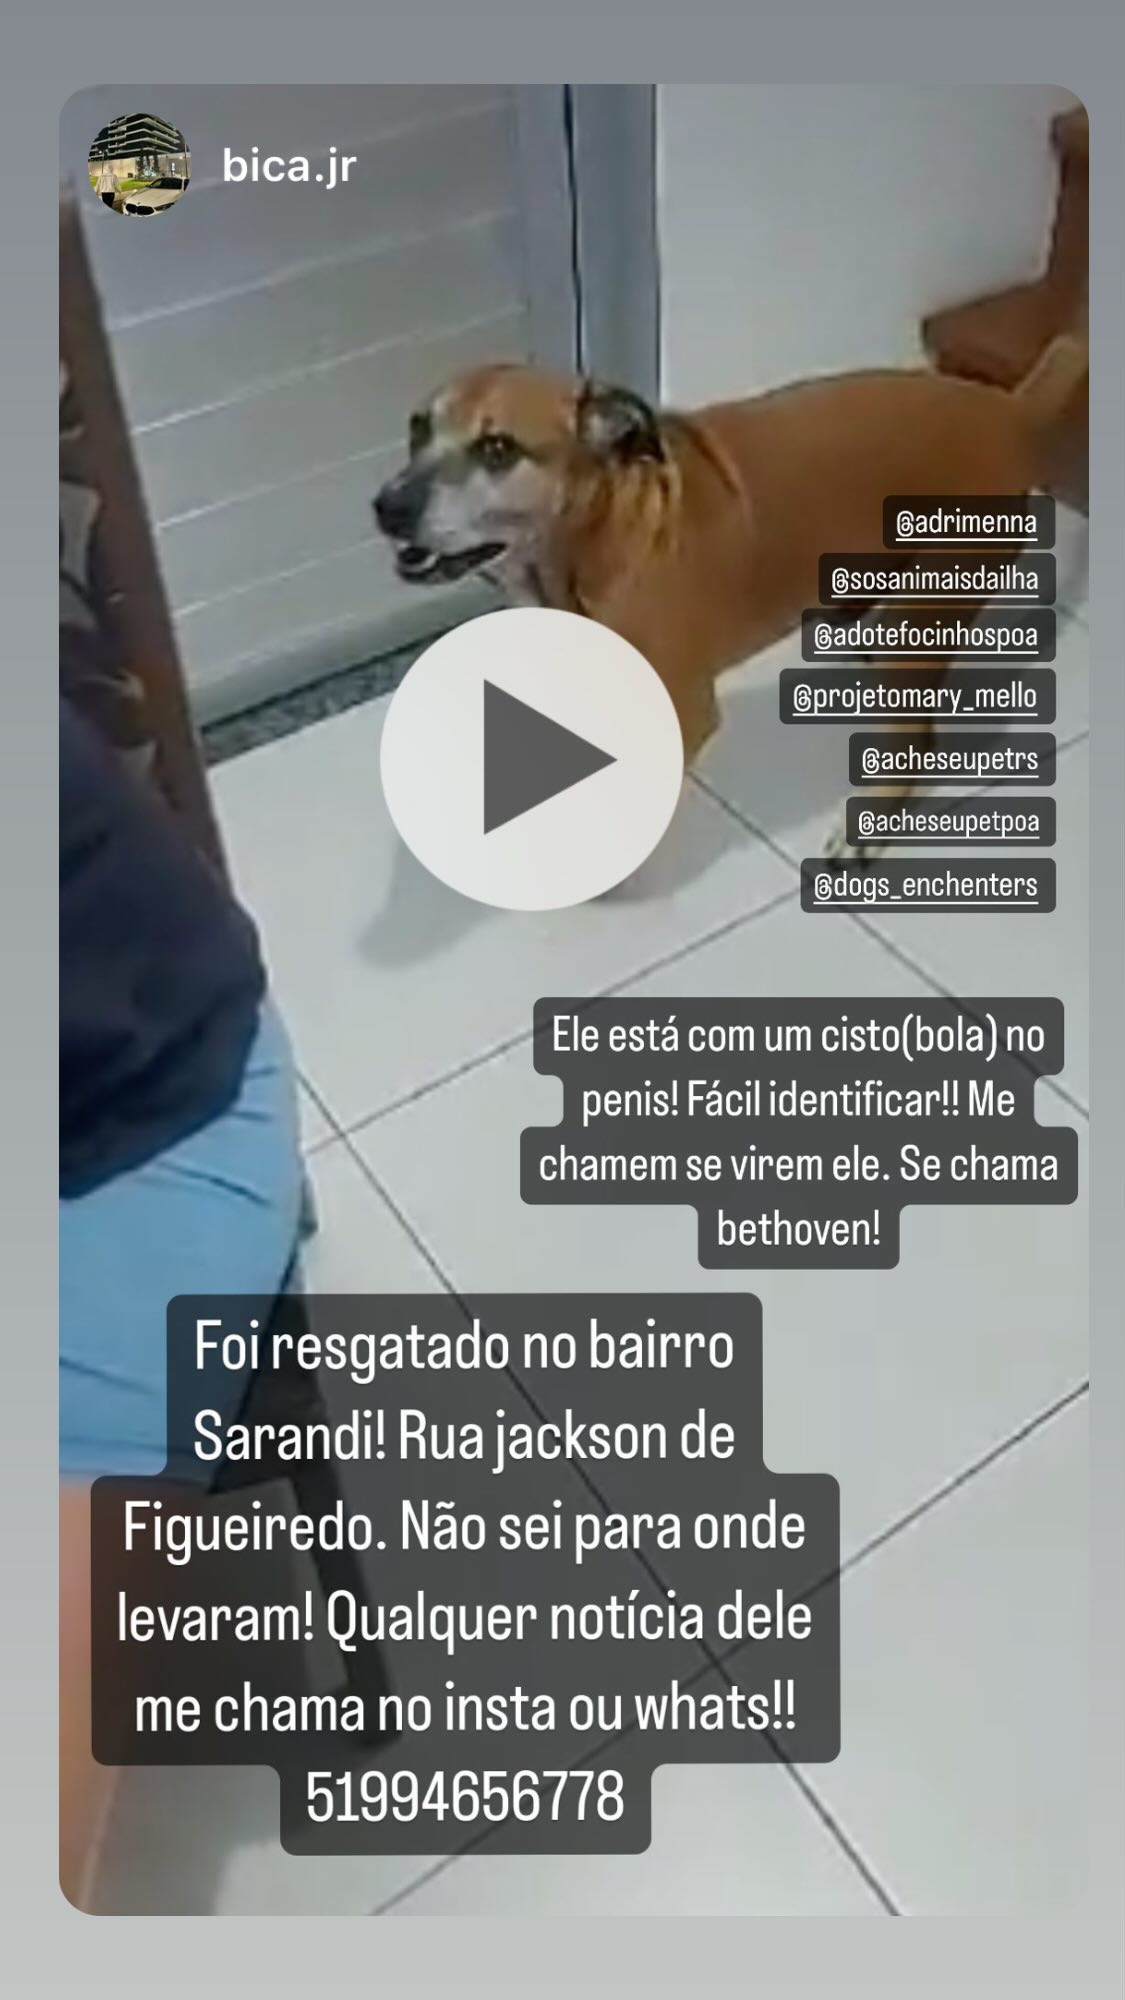 bica.jr
@adrimenna
@sosanimaisdailha
@adotefocinhospoa
@projetomary_mello
@acheseupetrs
@acheseupetpoa
@dogs_enchenters
Ele está com um cisto(bola) no
penis! Fácil identificar!! Me
chamem se virem ele. Se chama
bethoven!
Foi resgatado no bairro
Sarandi! Rua jackson de
Figueiredo. Não sei para onde
levaram! Qualquer notícia dele
me chama no insta ou whats!!
51994656778